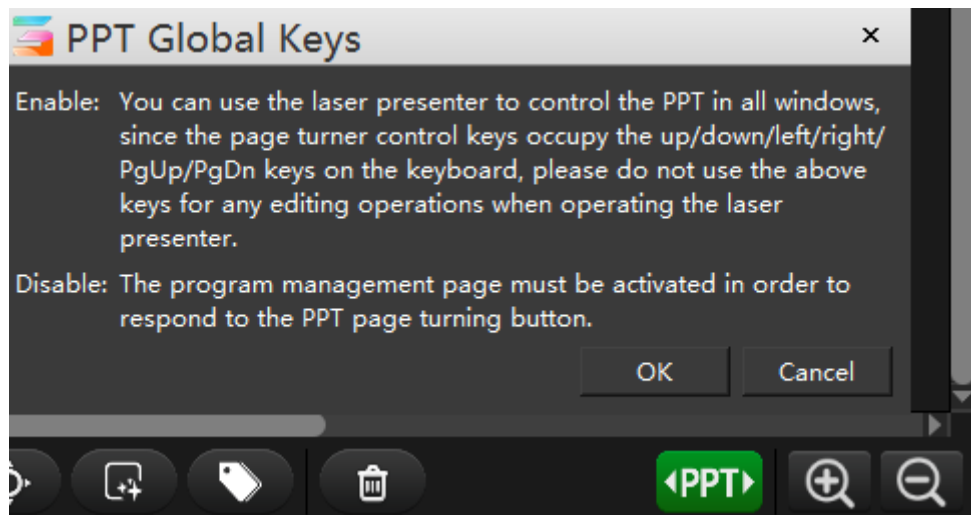 PPT Global Keys
Enable: You can use the laser presenter to control the PPT in all windows,
since the page turner control keys occupy the up/down/left/right/
PgUp/PgDn keys on the keyboard, please do not use the above
keys for any editing operations when operating the laser
presenter.
Disable: The program management page must be activated in order to
respond to the PPT page turning button.
OK Cancel
PPT